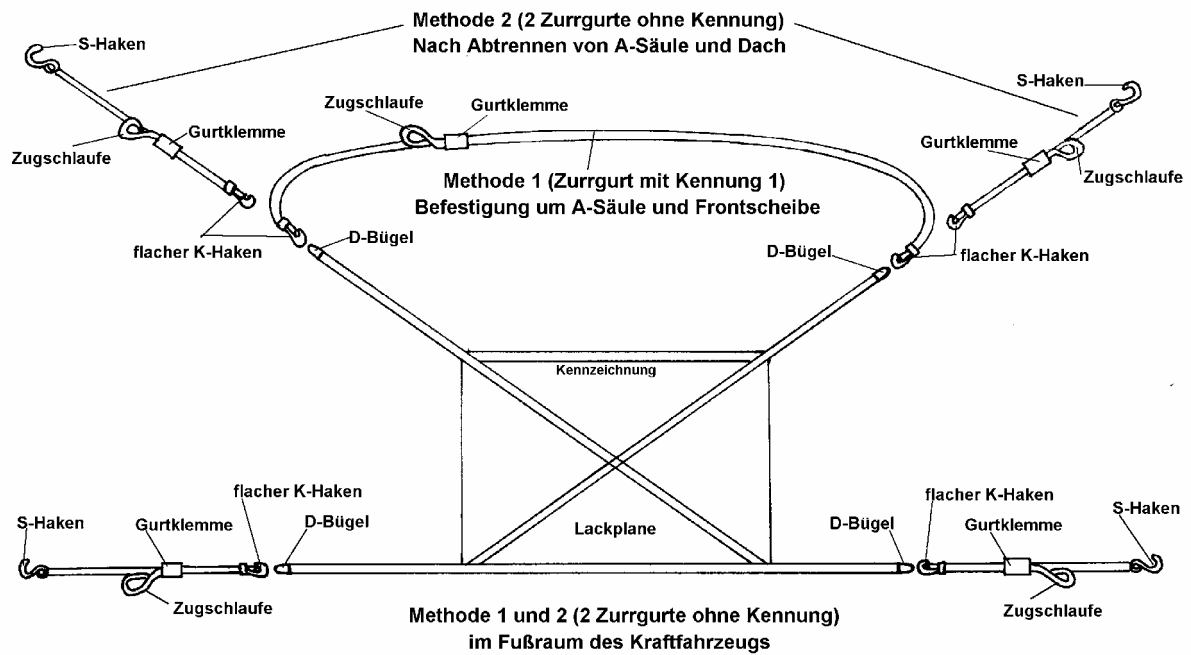 Methode 2 (2 Zurrgurte ohne Kennung)
Nach Abtrennen von A-Säule und Dach
S-Haken
S-Haken
Zugschlaufe
Gurtklemme
Gurtklemme
Zugschlaufe
Gurtklemme
Zugschlaufe
Methode 1 (Zurrgurt mit Kennung 1)
Befestigung um A-Säule und Frontscheibe
flacher K-Haken
D-Bügel
D-Bügel
flacher K-Haken
Kennzeichnung
flacher K-Haken
S-Haken
Gurtklemme
D-Bügel
Lackplane
D-Bügel
flacher K-Haken
Gurtklemme
S-Haken
Zugschlaufe
Zugschlaufe
Methode 1 und 2 (2 Zurrgurte ohne Kennung)
im Fußraum des Kraftfahrzeugs